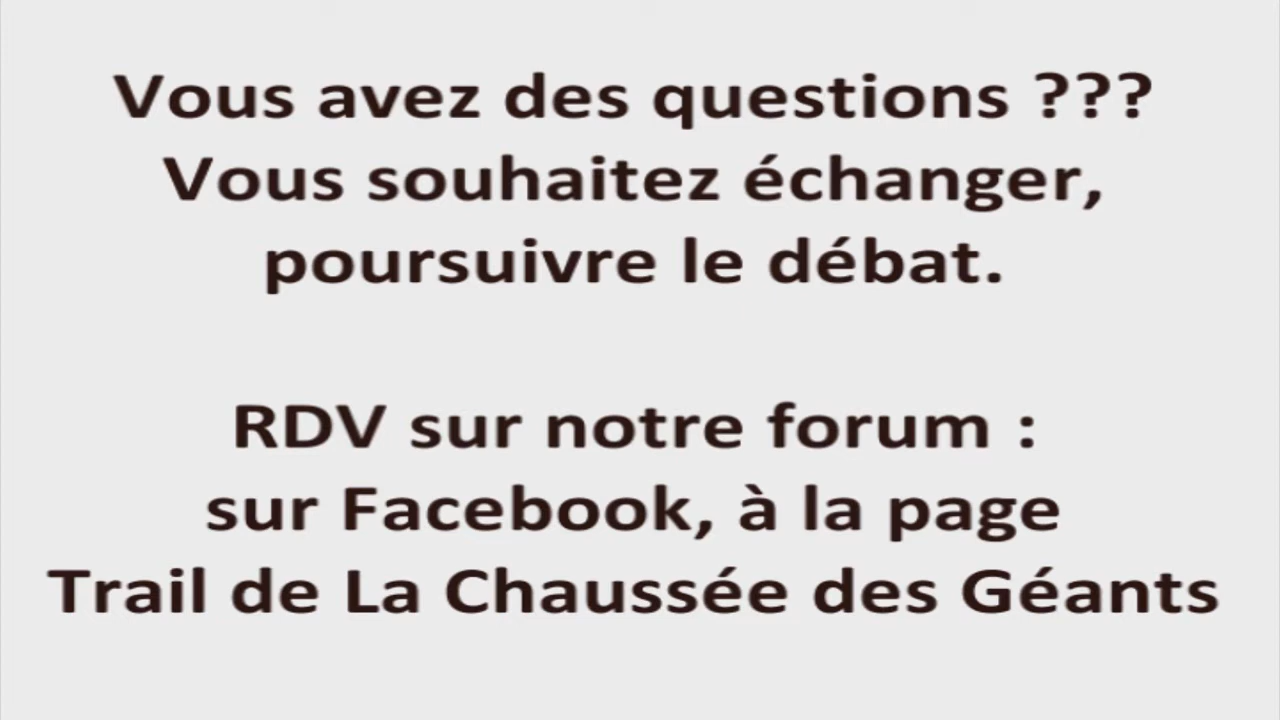 Vous avez des questions ???
Vous souhaitez échanger,
poursuivre le débat.
RDV sur notre forum :
sur Facebook, à la page
Trail de La Chaussée des Géants